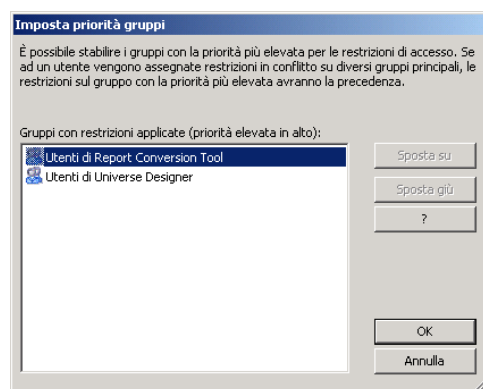 Imposta priorità gruppi
È possibile stabilire i gruppi con la priorità più elevata per le restrizioni di accesso. Se
ad un utente vengono assegnate restrizioni in conflitto su diversi gruppi principali, le
restrizioni sul gruppo con la priorità più elevata avranno la precedenza.
Gruppi con restrizioni applicate (priorità elevata in alto):
Utenti di Report Conversion Tool
Utenti di Universe Designer
Sposta su
Sposta giù
?
OK
Annulla